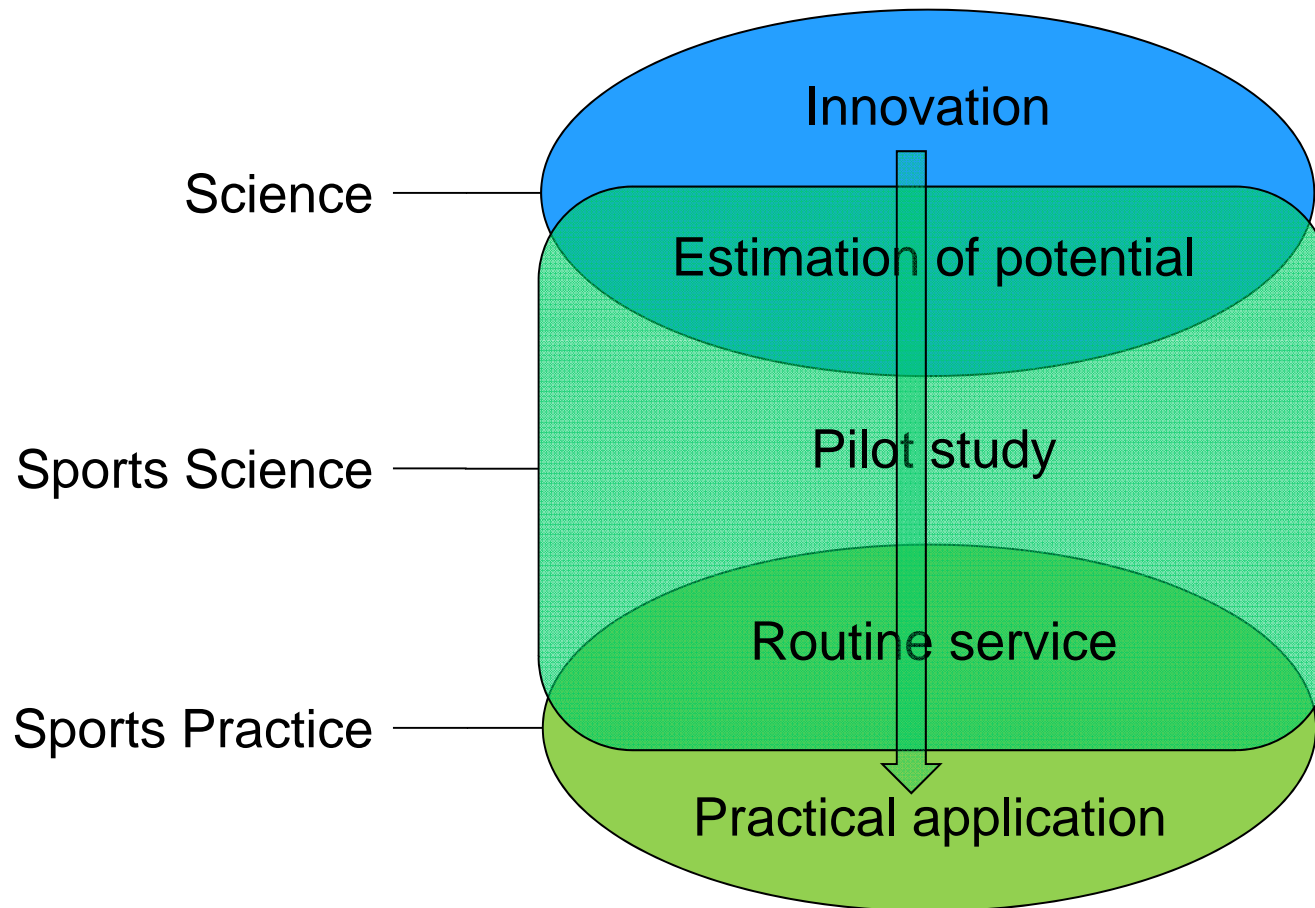 Innovation
Science
Estimation of potential
Pilot study
Sports Science
Routine service
Sports Practice
Practical application